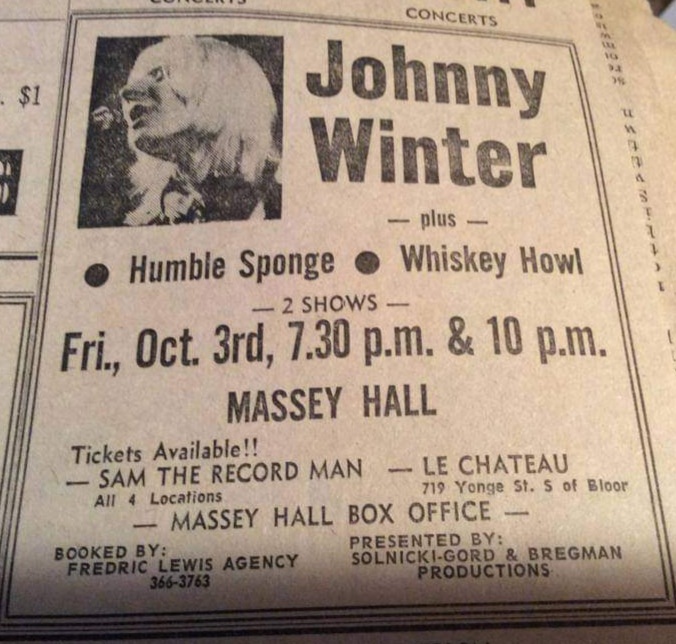 CONCERTS
. $1
Johnny
Winter
— plus —
● Humble Sponge ● Whiskey Howl
— 2 SHOWS —
Fri., Oct. 3rd, 7.30 p.m. & 10 p.m.
MASSEY HALL
Tickets Available!!
— SAM THE RECORD MAN — LE CHATEAU
All 4 Locations 719 Yonge St. S of Bloor
— MASSEY HALL BOX OFFICE —
BOOKED BY:
FREDRIC LEWIS AGENCY
366-3763
PRESENTED BY:
SOLNICKI-GORD & BREGMAN
PRODUCTIONS